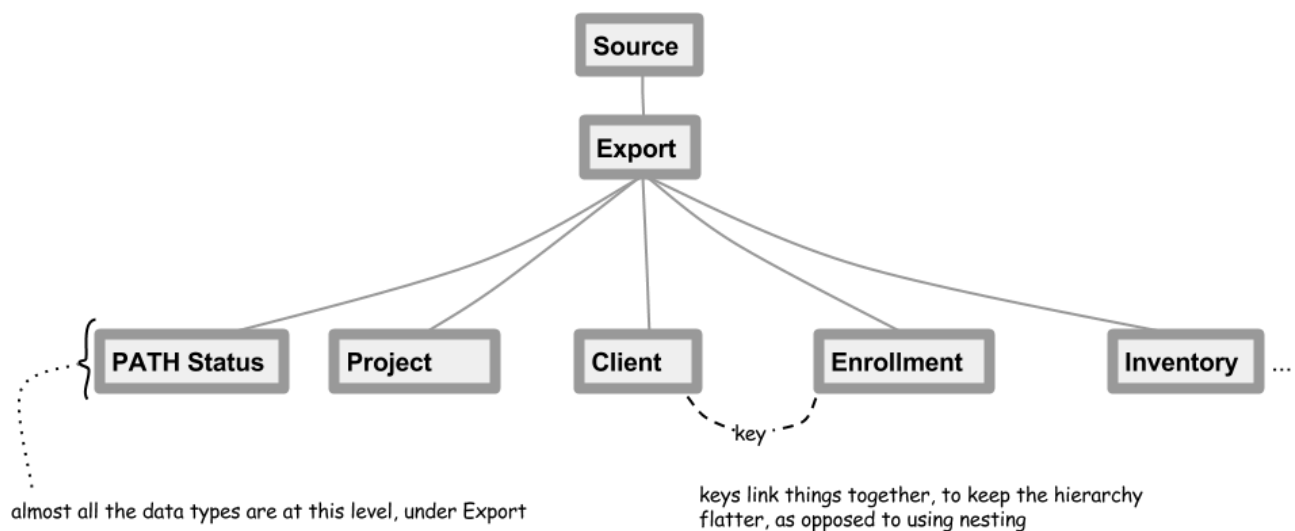 Source
Export
PATH Status
Project
Client
Enrollment
Inventory
...
key
almost all the data types are at this level, under Export
keys link things together, to keep the hierarchy
flatter, as opposed to using nesting